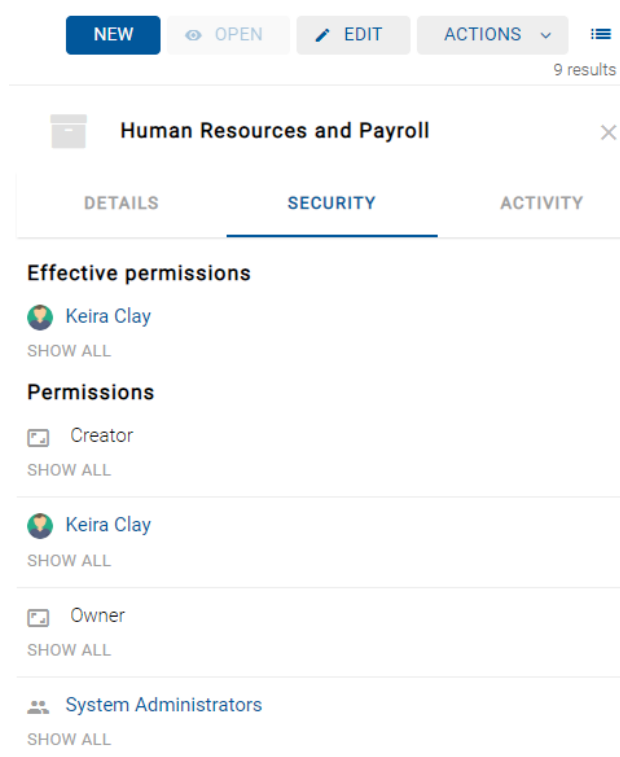 NEW OPEN EDIT ACTIONS
9 results
Human Resources and Payroll
DETAILS SECURITY ACTIVITY
Effective permissions
Keira Clay
SHOW ALL
Permissions
Creator
SHOW ALL
Keira Clay
SHOW ALL
Owner
SHOW ALL
System Administrators
SHOW ALL